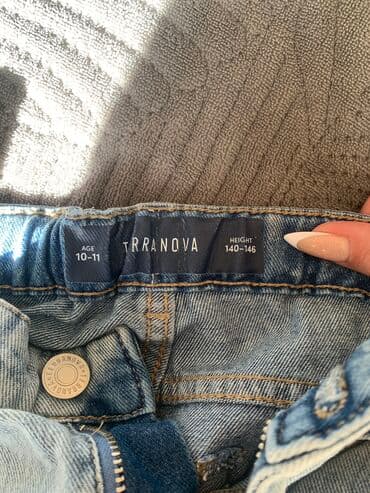 AGE
10-11
TRRANOVA
HEIGHT
140-146